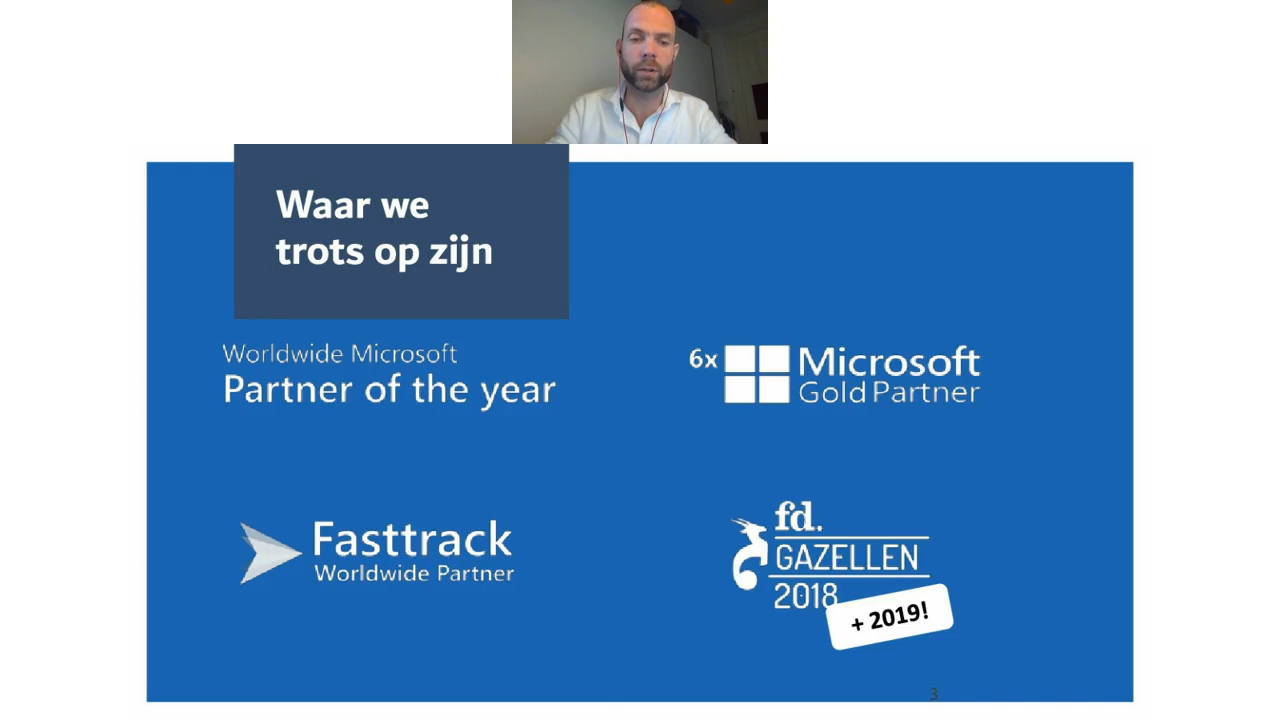 Waar we
trots op zijn
Worldwide Microsoft
Partner of the year
6x
Microsoft
Gold Partner
Fasttrack
Worldwide Partner
fd.
GAZELLEN
2018
+ 2019!
3